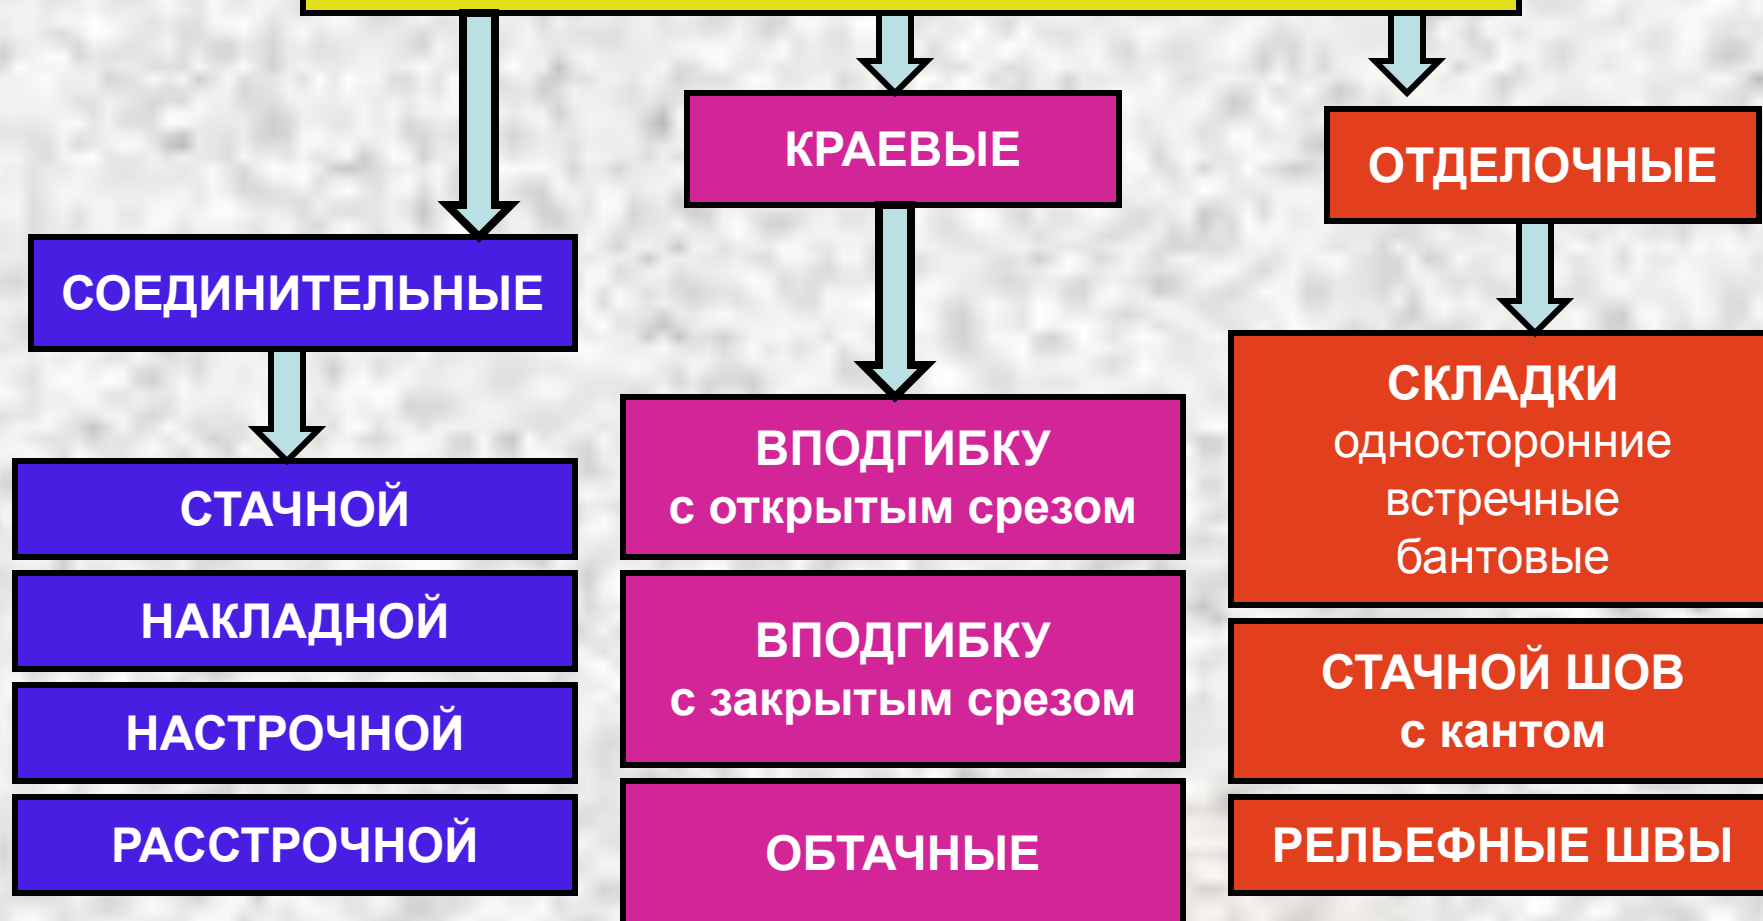 СОЕДИНИТЕЛЬНЫЕ
СТАЧНОЙ
НАКЛАДНОЙ
НАСТРОЧНОЙ
РАССТРОЧНОЙ
КРАЕВЫЕ
ВПОДГИБКУ
с открытым срезом
ВПОДГИБКУ
с закрытым срезом
ОБТАЧНЫЕ
ОТДЕЛОЧНЫЕ
СКЛАДКИ
односторонние
встречные
бантовые
СТАЧНОЙ ШОВ
с кантом
РЕЛЬЕФНЫЕ ШВЫ